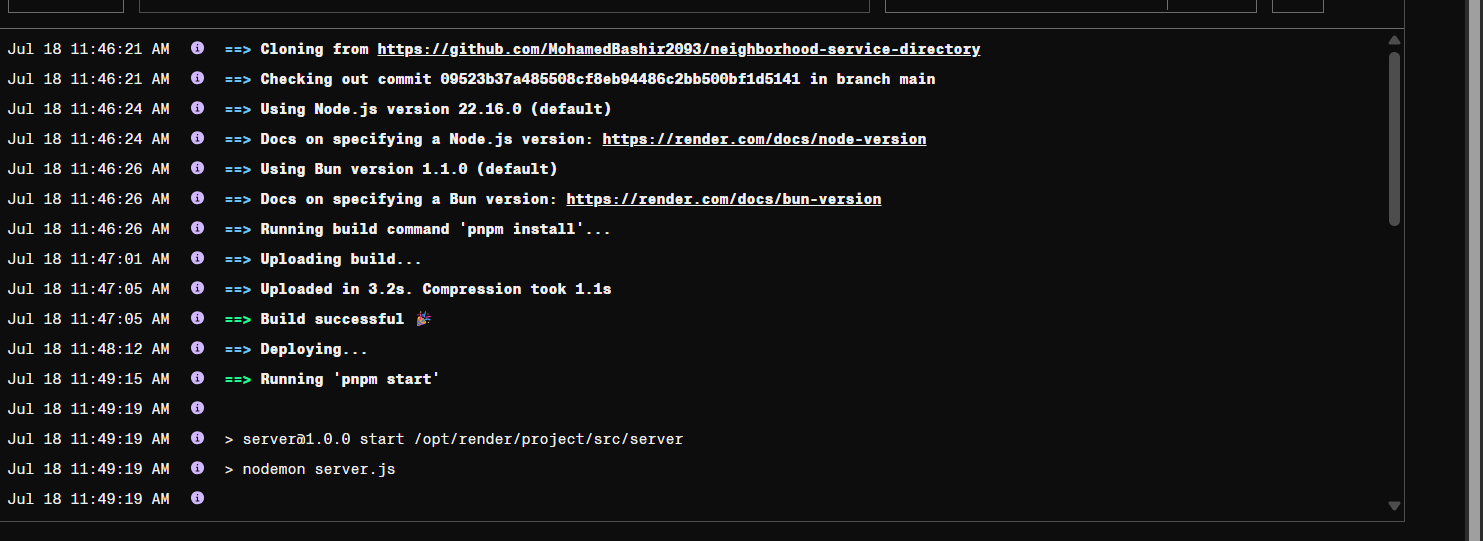 Jul 18 11:46:21 AM ==> Cloning from https://github.com/MohamedBashir2093/neighborhood-service-directory
Jul 18 11:46:21 AM ==> Checking out commit 09523b37a485508cf8eb94486c2bb500bf1d5141 in branch main
Jul 18 11:46:24 AM ==> Using Node.js version 22.16.0 (default)
Jul 18 11:46:24 AM ==> Docs on specifying a Node.js version: https://render.com/docs/node-version
Jul 18 11:46:26 AM ==> Using Bun version 1.1.0 (default)
Jul 18 11:46:26 AM ==> Docs on specifying a Bun version: https://render.com/docs/bun-version
Jul 18 11:46:26 AM ==> Running build command 'pnpm install'...
Jul 18 11:47:01 AM ==> Uploading build...
Jul 18 11:47:05 AM ==> Uploaded in 3.2s. Compression took 1.1s
Jul 18 11:47:05 AM ==> Build successful 🎉
Jul 18 11:48:12 AM ==> Deploying...
Jul 18 11:49:15 AM ==> Running 'pnpm start'
Jul 18 11:49:19 AM
Jul 18 11:49:19 AM > server@1.0.0 start /opt/render/project/src/server
Jul 18 11:49:19 AM > nodemon server.js
Jul 18 11:49:19 AM